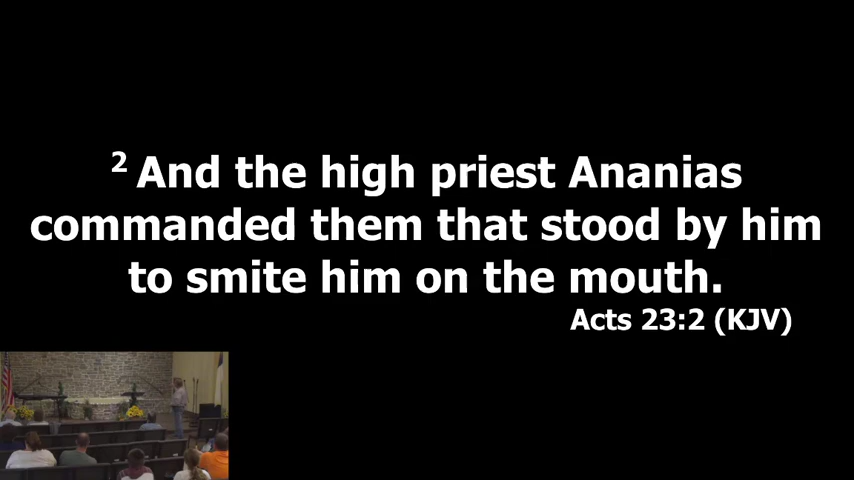 2 And the high priest Ananias
commanded them that stood by him
to smite him on the mouth.
Acts 23:2 (KJV)